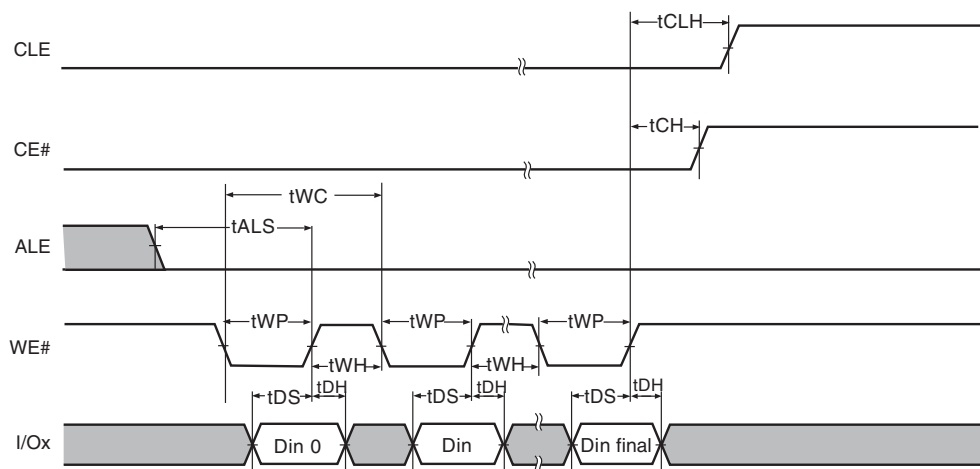 tCLH
CLE
tCH
CE#
tWC
tALS
ALE
tWP tWP tWP
WE#
tWH tWH
tDS tDH tDS tDH tDS tDH
I/Ox Din 0 Din Din final